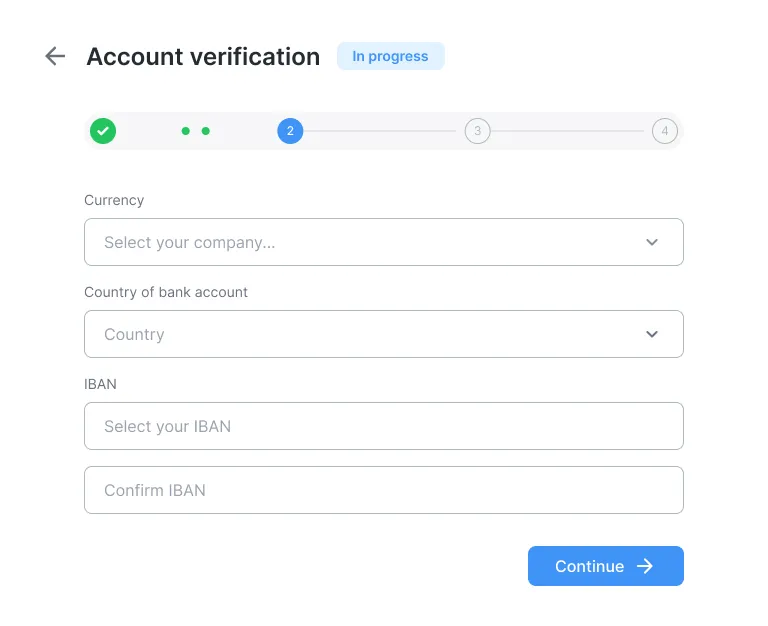 Account verification In progress
2 3 4
Currency
Select your company...
Country of bank account
Country
IBAN
Select your IBAN
Confirm IBAN
Continue